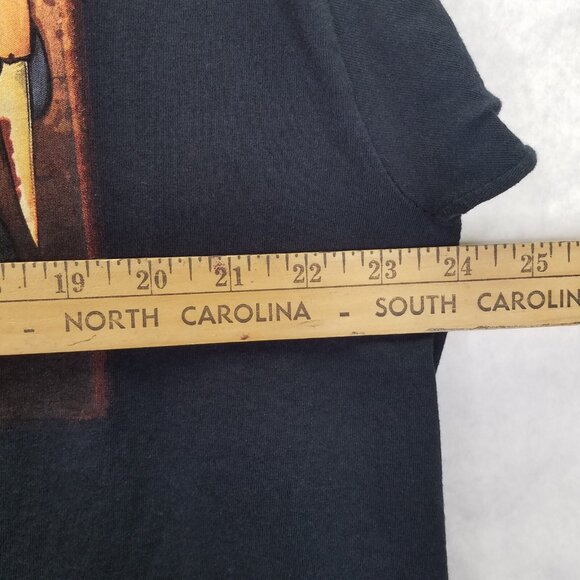 19 20 21 22 23 24 25
- NORTH CAROLINA - SOUTH CAROLIN